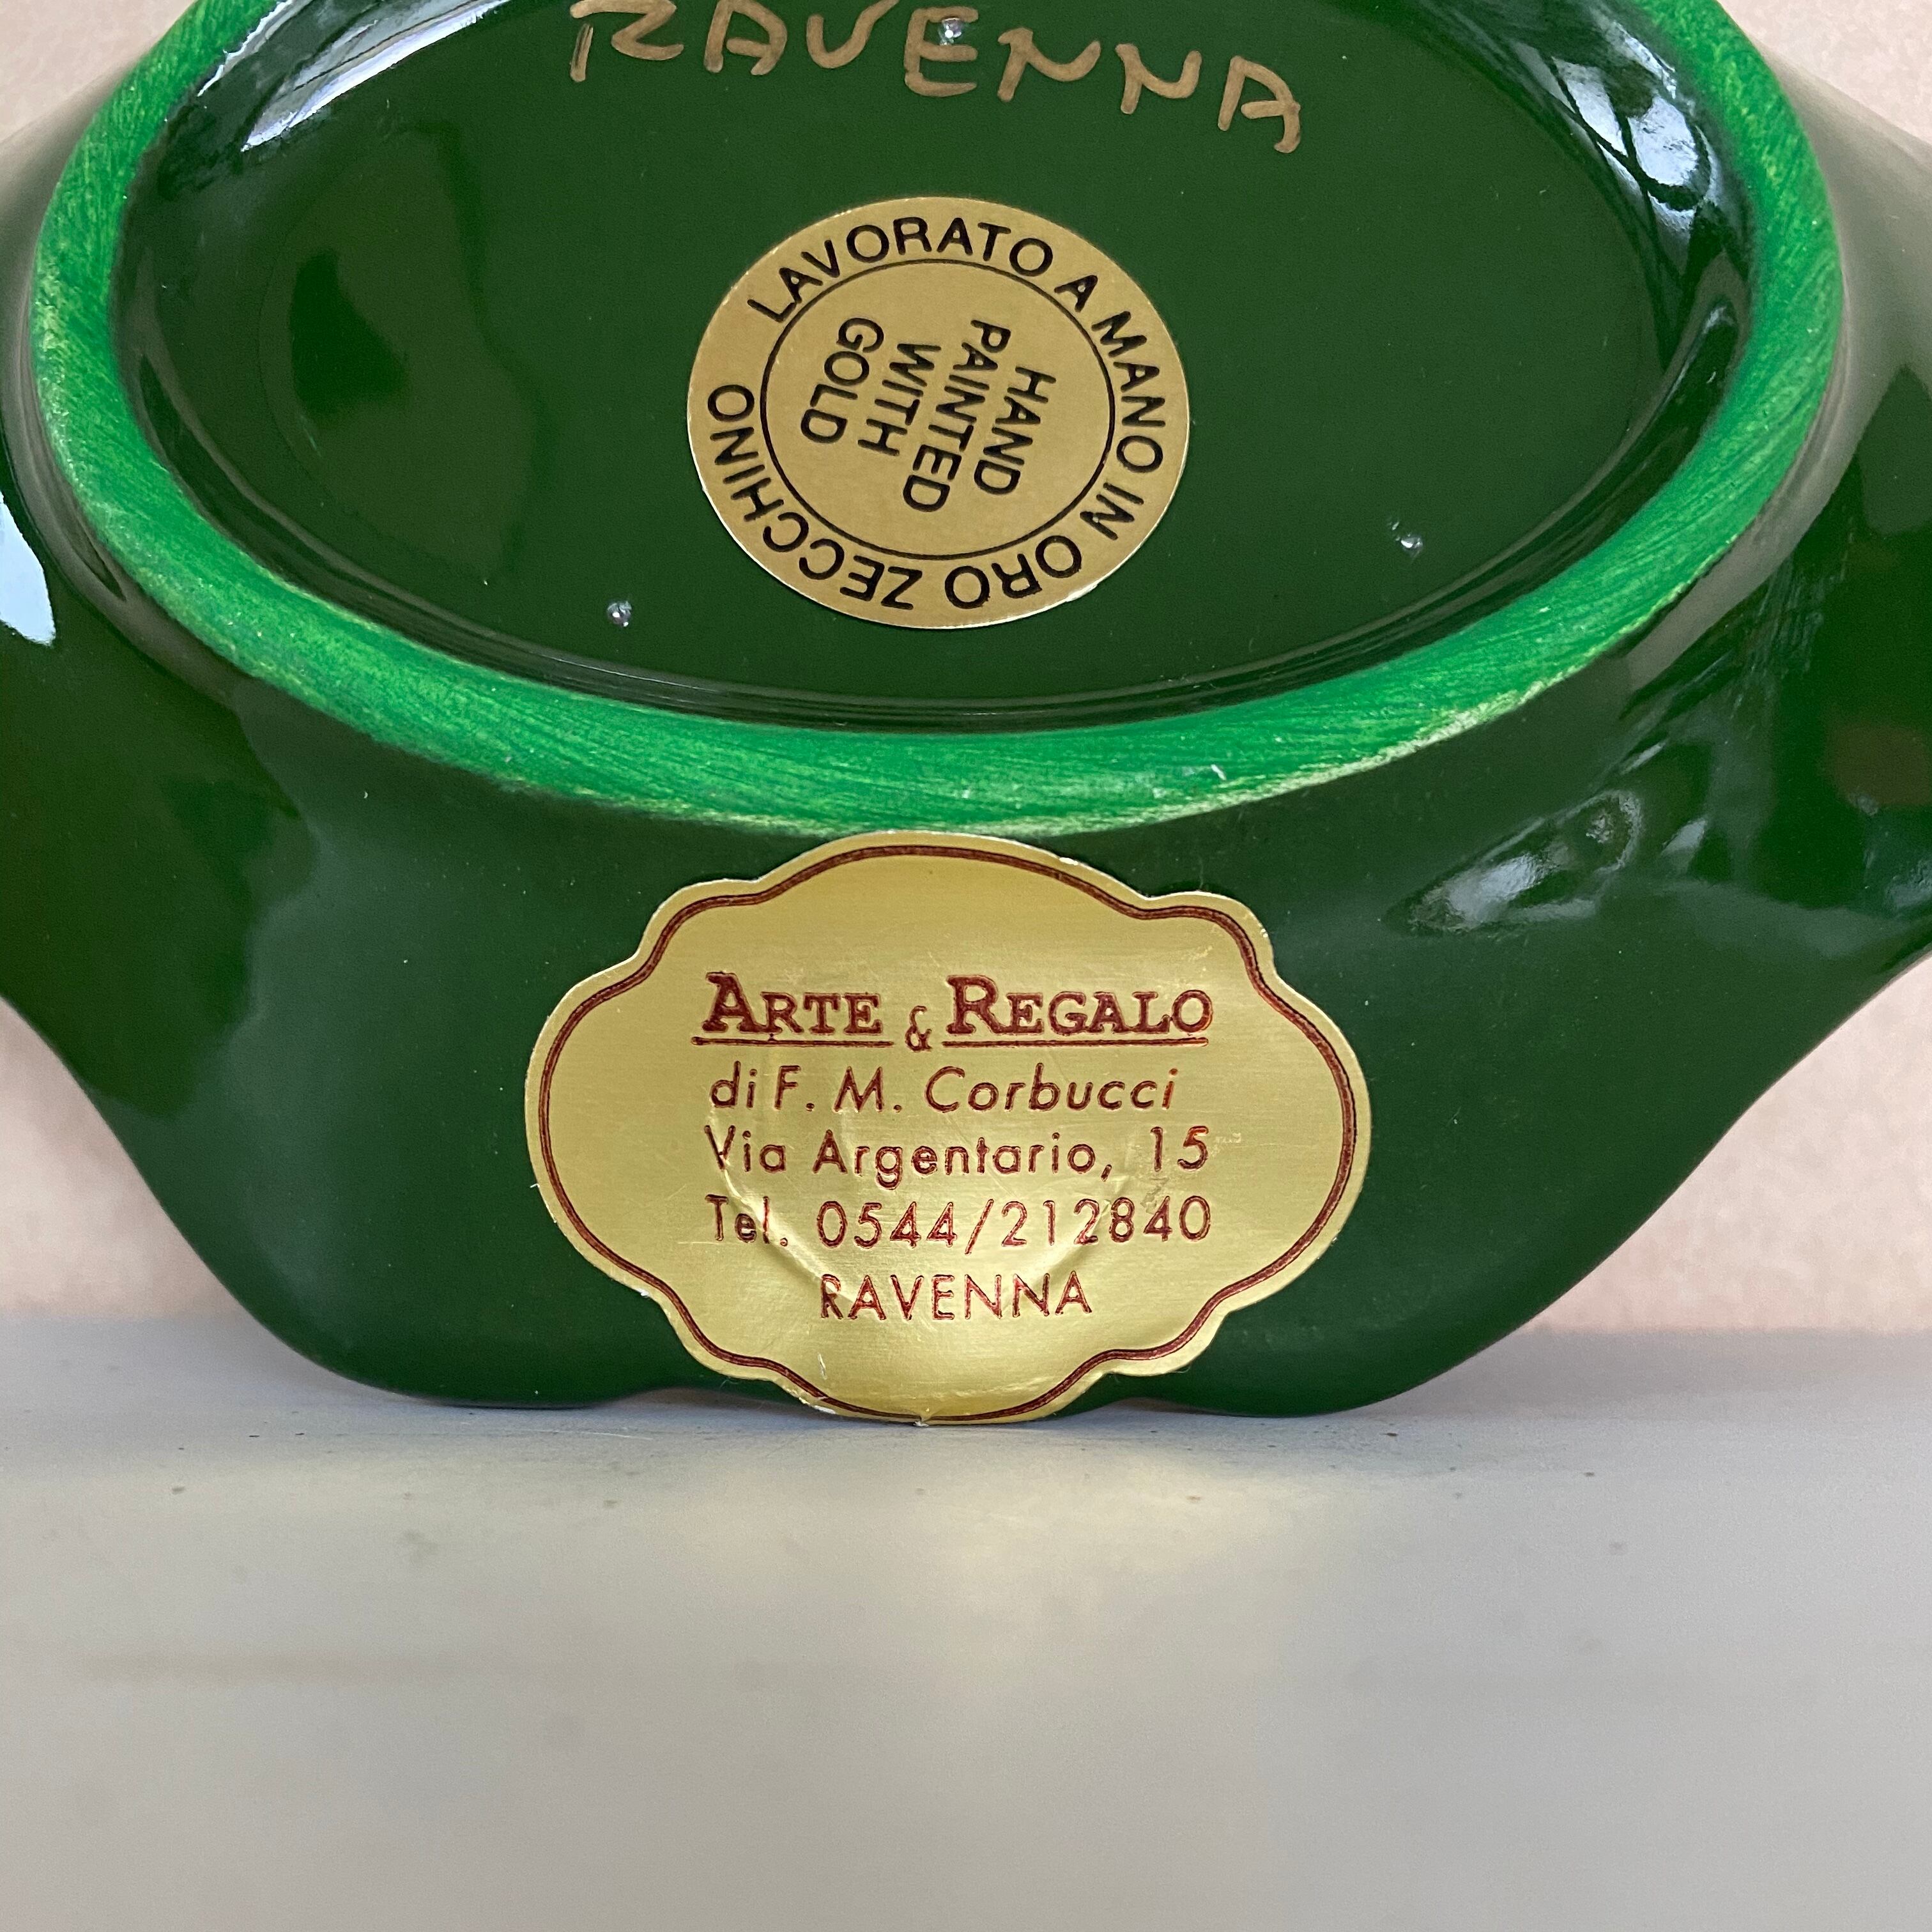 RAVENNA
LAVORATO A MANO IN ORO ZECCHINO
HAND
PAINTED
WITH
GOLD
ARTE & REGALO
di F. M. Corbucci
Via Argentario, 15
Tel. 0544/212840
RAVENNA